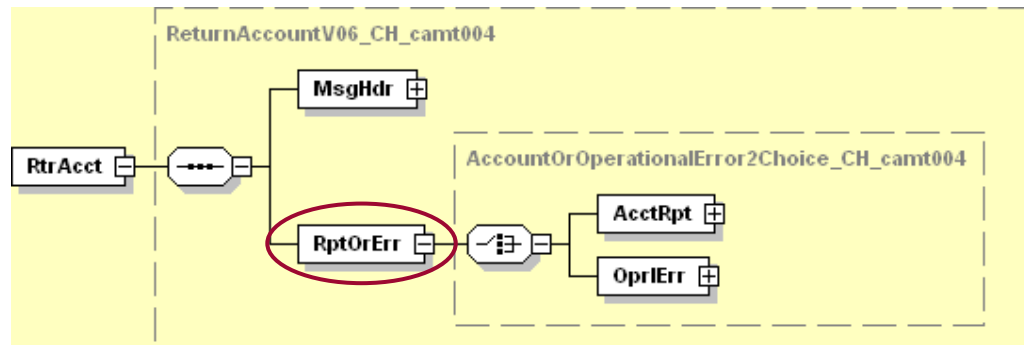 ReturnAccountV06_CH_camt004
MsgHdr
RtrAcct
AccountOrOperationalError2Choice_CH_camt004
AcctRpt
RptOrErr
OprlErr